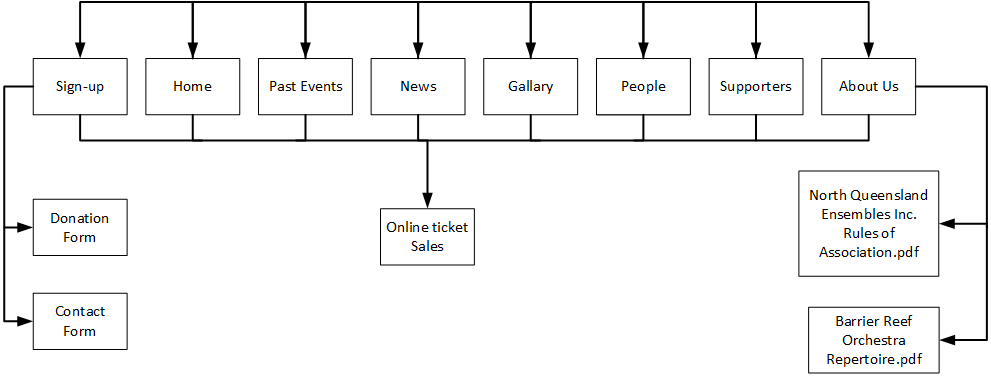 Sign-up
Home
Past Events
News
Gallary
People
Supporters
About Us
Donation
Form
Contact
Form
Online ticket
Sales
North Queensland
Ensembles Inc.
Rules of
Association.pdf
Barrier Reef
Orchestra
Repertoire.pdf